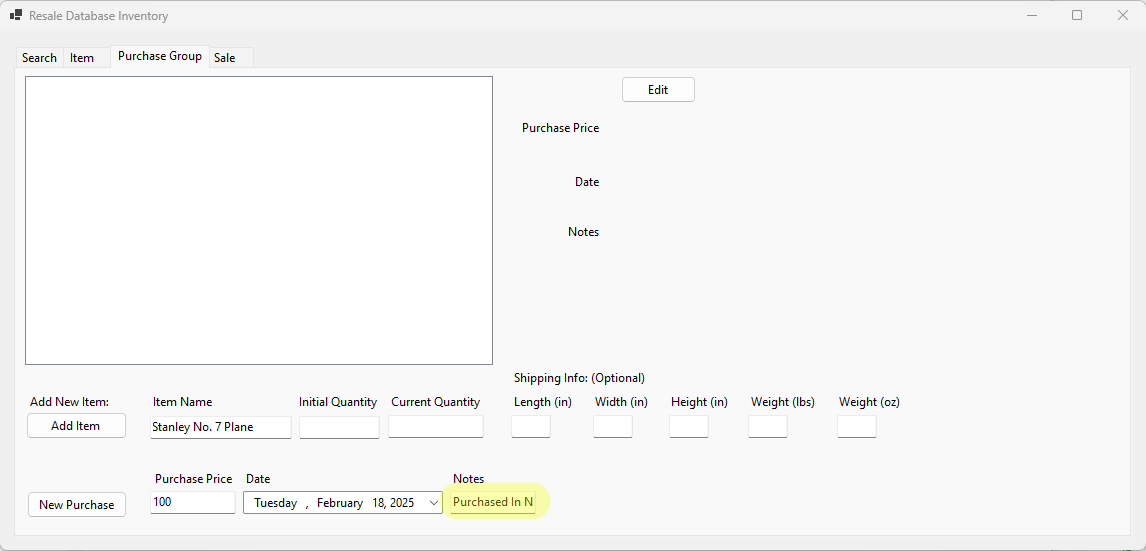 Resale Database Inventory
Search Item Purchase Group Sale
Edit
Purchase Price
Date
Notes
Shipping Info: (Optional)
Add New Item: Item Name Initial Quantity Current Quantity Length (in) Width (in) Height (in) Weight (lbs) Weight (oz)
Add Item Stanley No. 7 Plane
Purchase Price Date Notes
New Purchase 100 Tuesday , February 18, 2025 Purchased In N